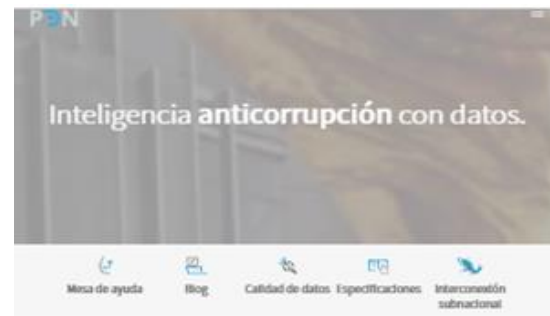 PDN
Inteligencia anticorrupción con datos.
Mesa de ayuda
Blog
Calidad de datos
Especificaciones
Interconexión
subnacional